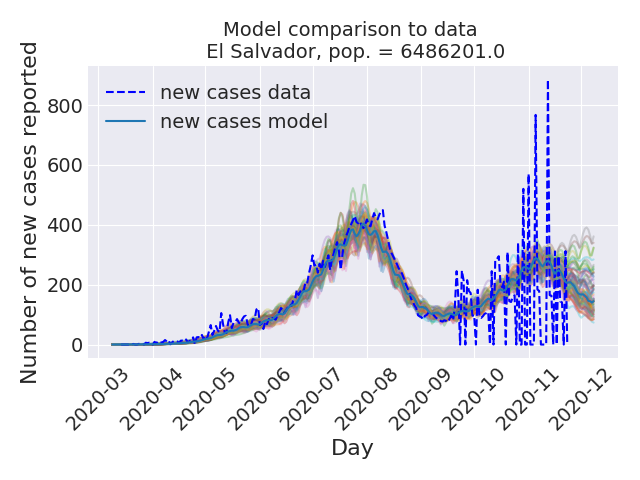 Model comparison to data
El Salvador, pop. = 6486201.0
Number of new cases reported
800
600
400
200
0
new cases data
new cases model
2020-03
2020-04
2020-05
2020-06
2020-07
2020-08
2020-09
2020-10
2020-11
2020-12
Day